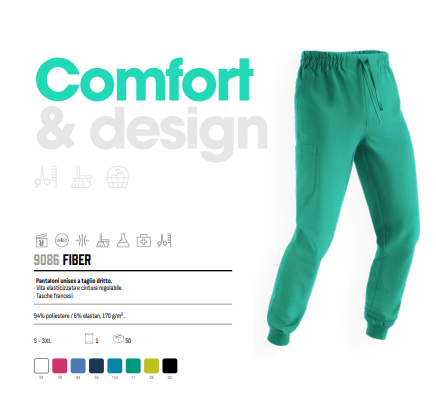 Comfort
& design
9086 FIBER
Pantaloni unisex a taglio dritto.
· Vita elasticizzata e cintura regolabile.
· Tasche francesi.
94% poliestere / 6% elastan, 170 g/m².
S - 3XL 1 50